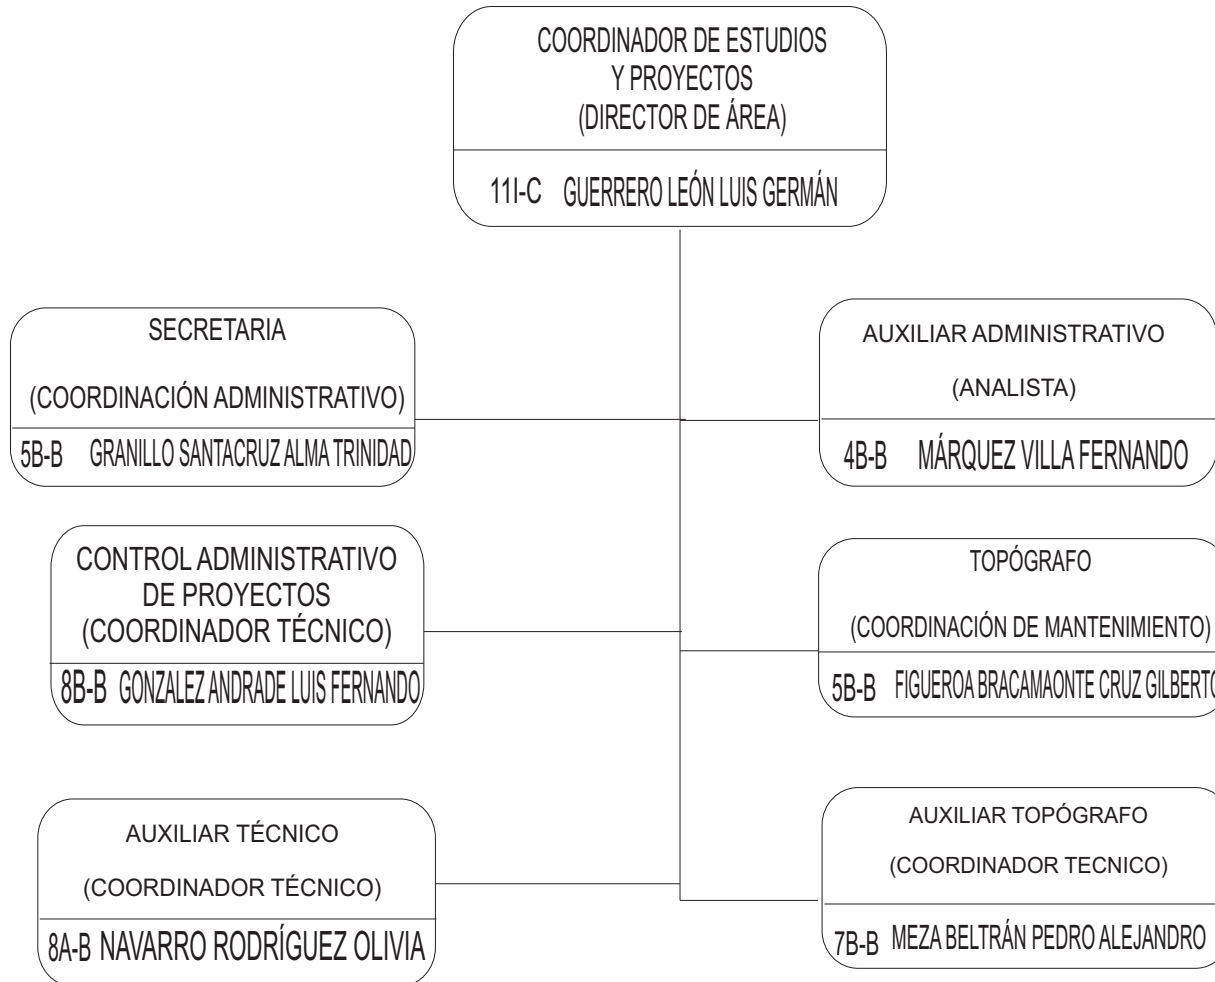 COORDINADOR DE ESTUDIOS
Y PROYECTOS
(DIRECTOR DE ÁREA)
11I-C GUERRERO LEÓN LUIS GERMÁN
SECRETARIA
(COORDINACIÓN ADMINISTRATIVO)
5B-B GRANILLO SANTACRUZ ALMA TRINIDAD
AUXILIAR ADMINISTRATIVO
(ANALISTA)
4B-B MÁRQUEZ VILLA FERNANDO
CONTROL ADMINISTRATIVO
DE PROYECTOS
(COORDINADOR TÉCNICO)
8B-B GONZALEZ ANDRADE LUIS FERNANDO
TOPÓGRAFO
(COORDINACIÓN DE MANTENIMIENTO)
5B-B FIGUEROA BRACAMAONTE CRUZ GILBERTO
AUXILIAR TÉCNICO
(COORDINADOR TÉCNICO)
8A-B NAVARRO RODRÍGUEZ OLIVIA
AUXILIAR TOPÓGRAFO
(COORDINADOR TECNICO)
7B-B MEZA BELTRÁN PEDRO ALEJANDRO